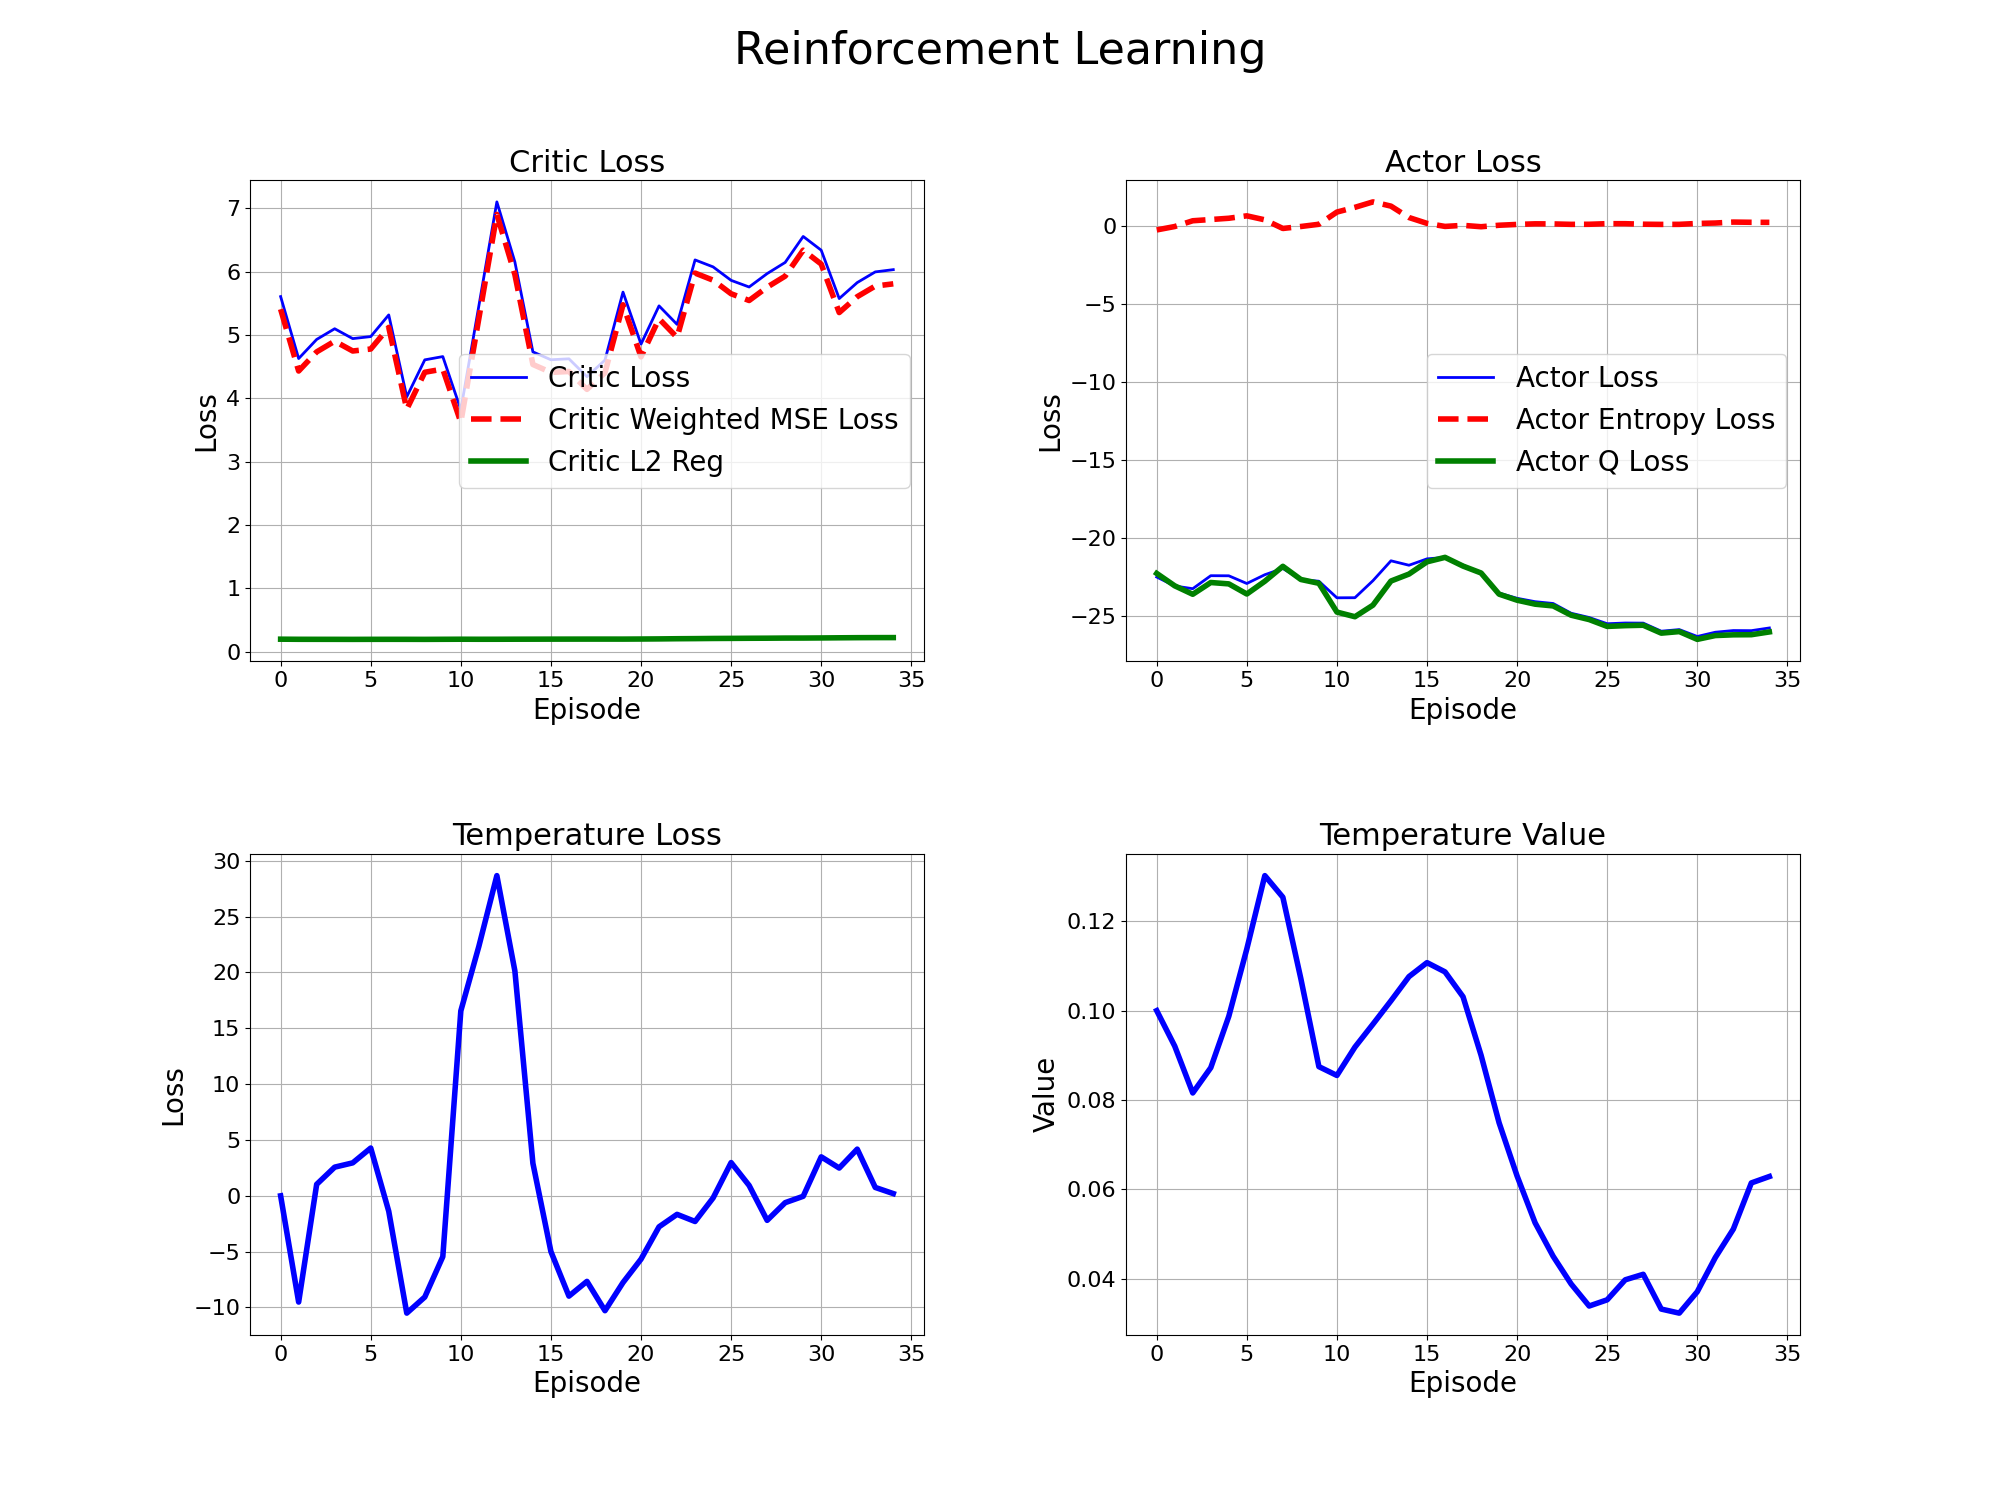 Reinforcement Learning
Critic Loss
7
6
5
4
3
2
1
0
Loss
Critic Loss
Critic Weighted MSE Loss
Critic L2 Reg
0 5 10 15 20 25 30 35
Episode
Actor Loss
0
−5
−10
−15
−20
−25
Loss
Actor Loss
Actor Entropy Loss
Actor Q Loss
0 5 10 15 20 25 30 35
Episode
Temperature Loss
30
25
20
15
10
5
0
−5
−10
Loss
0 5 10 15 20 25 30 35
Episode
Temperature Value
0.12
0.10
0.08
0.06
0.04
Value
0 5 10 15 20 25 30 35
Episode